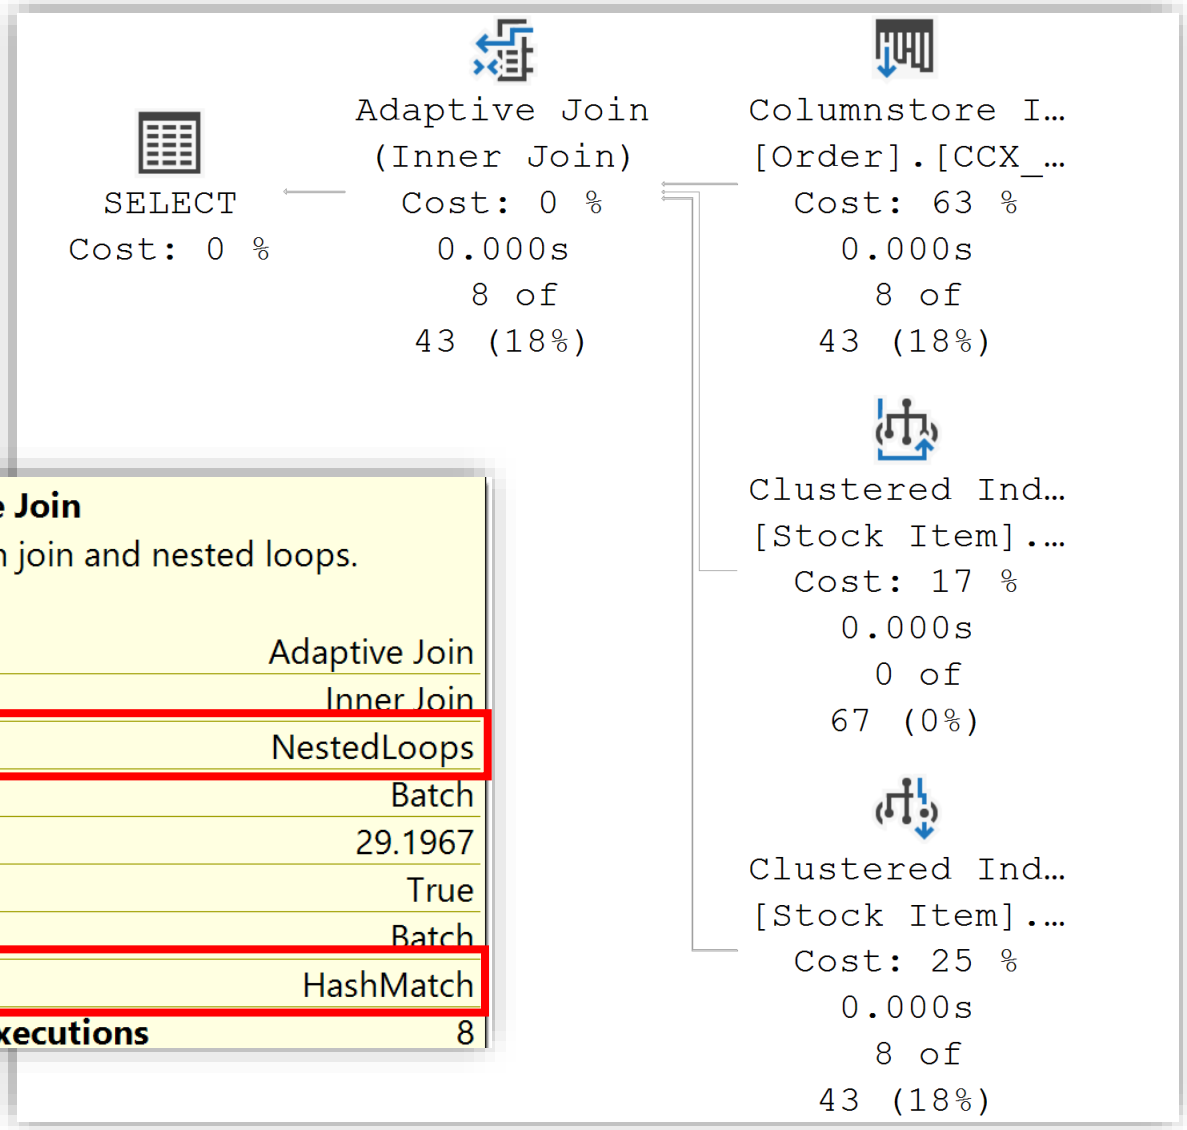 Adaptive Join
(Inner Join)
Cost: 0 %
0.000s
8 of
43 (18%)
Columnstore I…
[Order].[CCX_…
Cost: 63 %
0.000s
8 of
43 (18%)
SELECT
Cost: 0 %
Clustered Ind…
[Stock Item].…
Cost: 17 %
0.000s
0 of
67 (0%)
Clustered Ind…
[Stock Item].…
Cost: 25 %
0.000s
8 of
43 (18%)
Join
join and nested loops.
Adaptive Join
Inner Join
NestedLoops
Batch
29.1967
True
Batch
HashMatch
xecutions 8